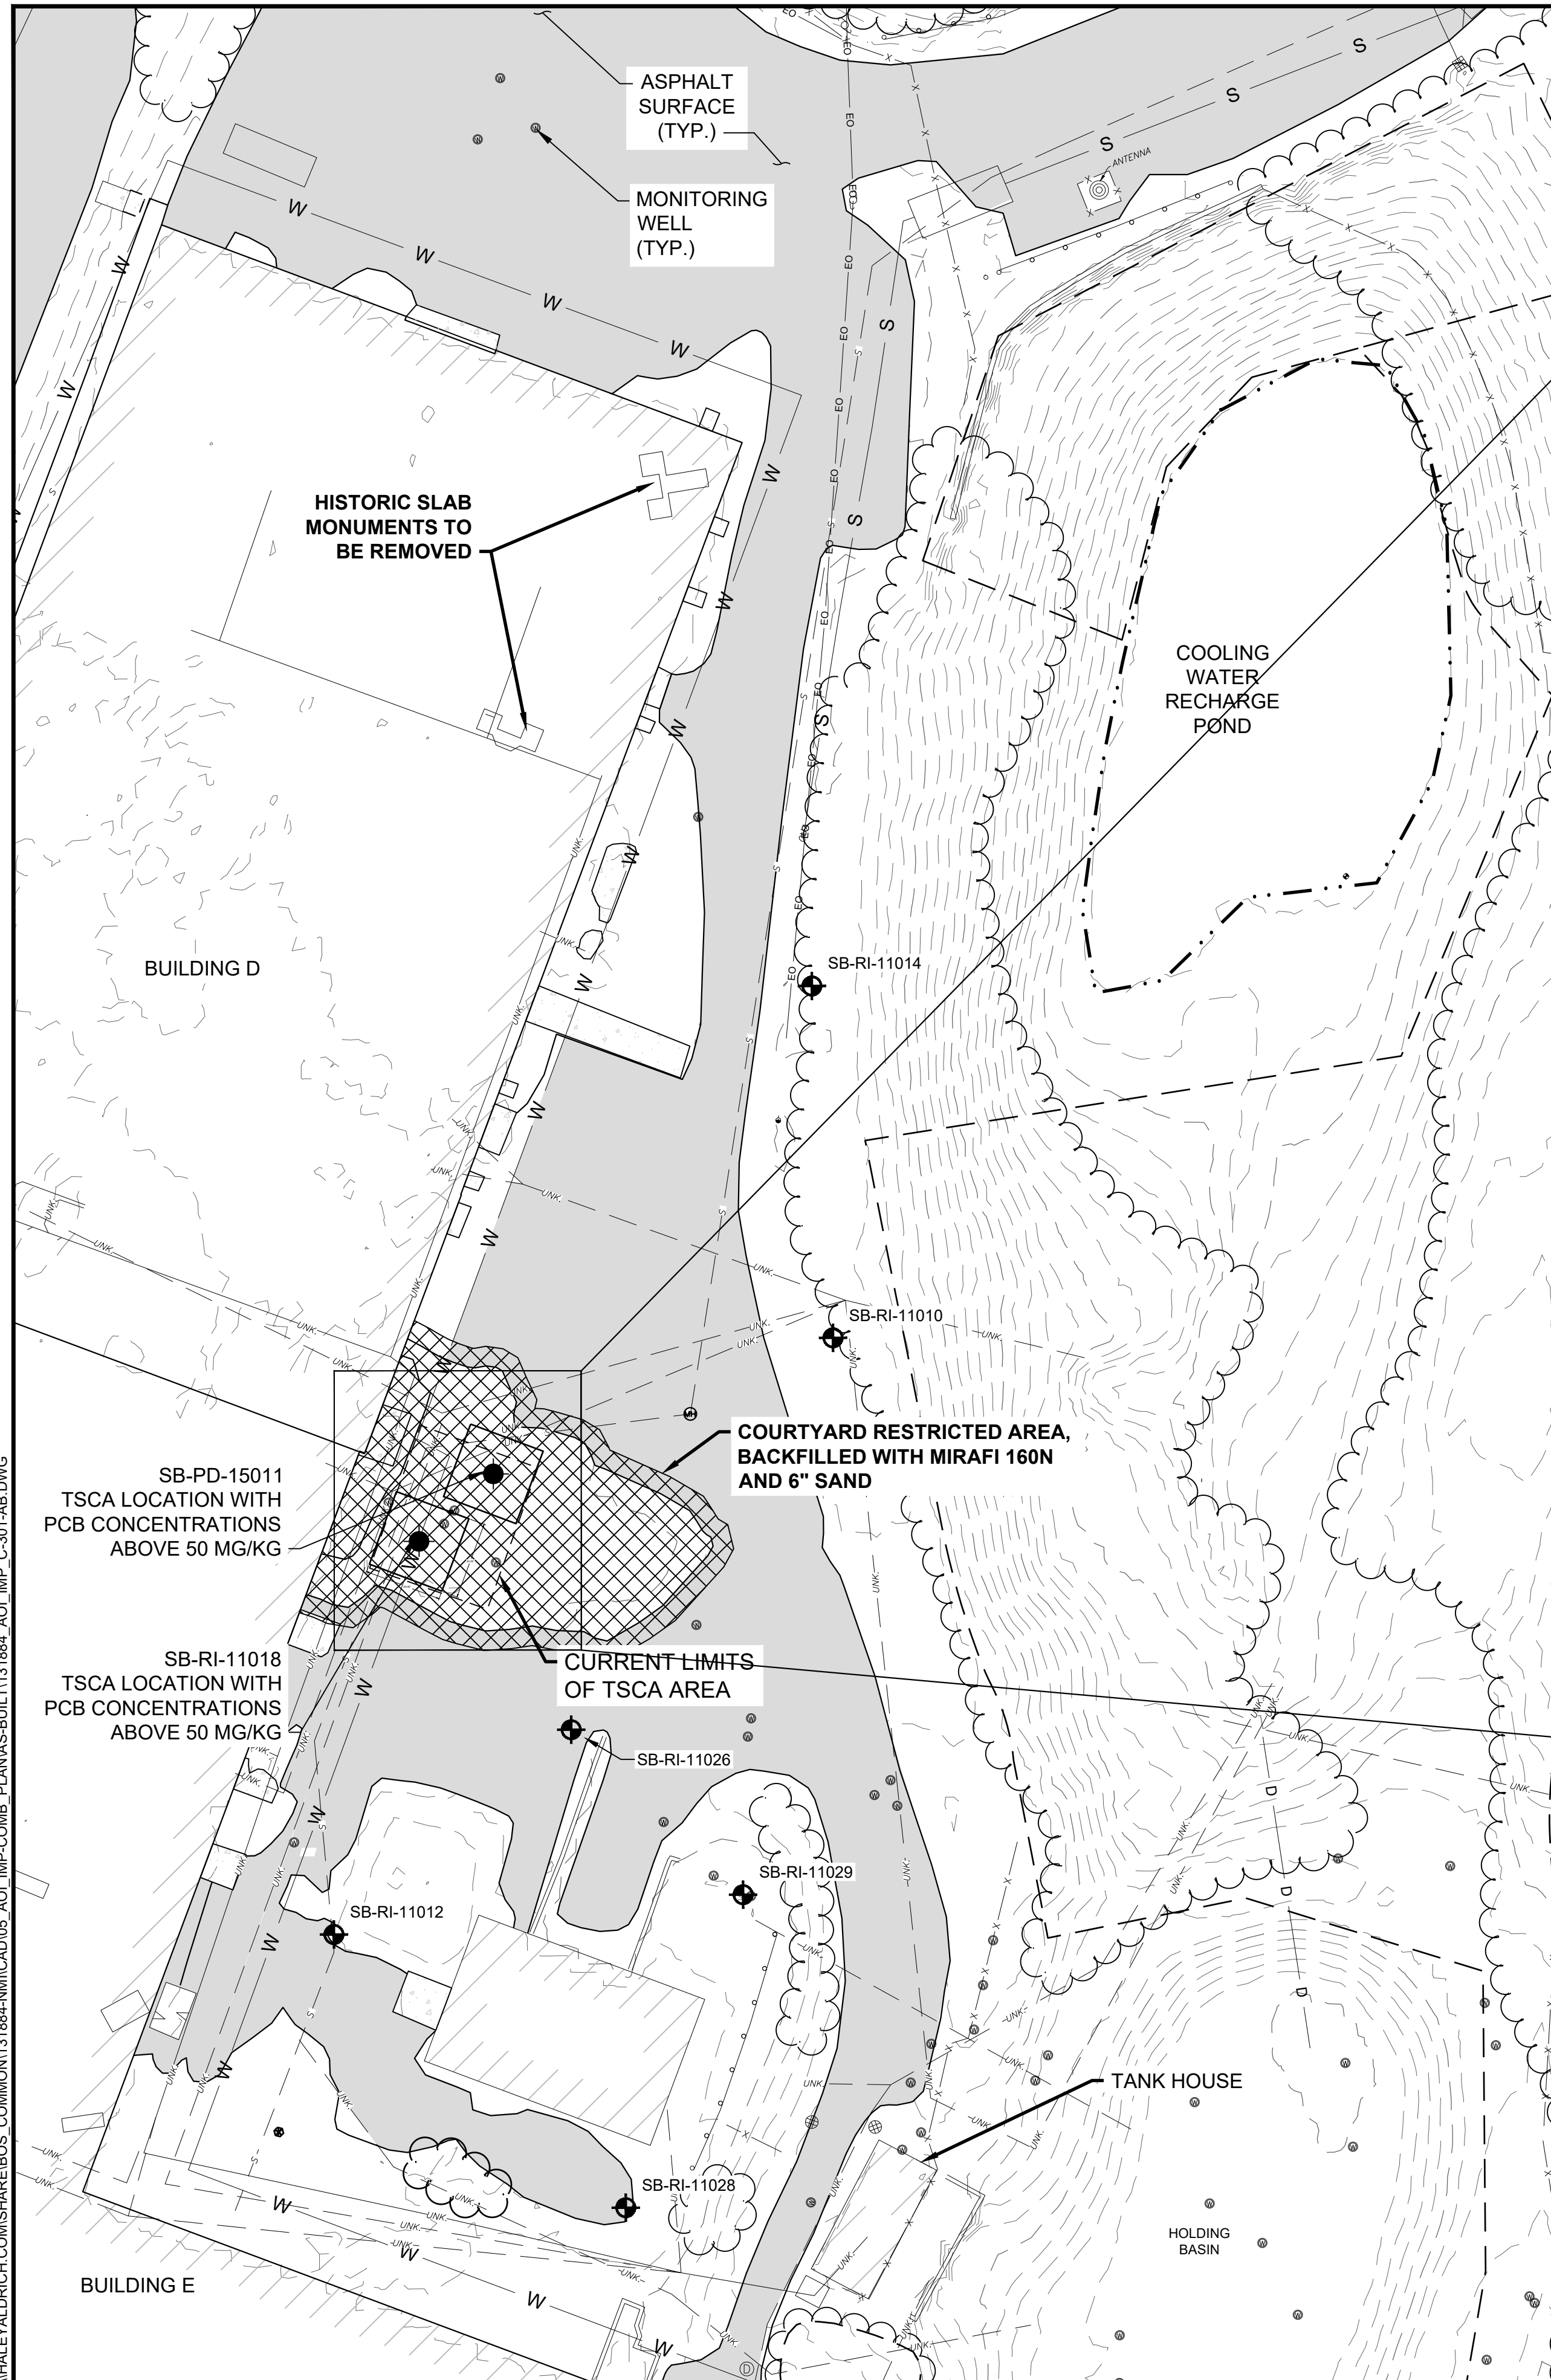 ASPHALT
SURFACE
(TYP.)
ANTENNA
MONITORING
WELL
(TYP.)
HISTORIC SLAB
MONUMENTS TO
BE REMOVED
COOLING
WATER
RECHARGE
POND
BUILDING D
SB-RI-11014
SB-RI-11010
COURTYARD RESTRICTED AREA,
BACKFILLED WITH MIRAFI 160N
AND 6" SAND
SB-PD-15011
TSCA LOCATION WITH
PCB CONCENTRATIONS
ABOVE 50 MG/KG
SB-RI-11018
TSCA LOCATION WITH
PCB CONCENTRATIONS
ABOVE 50 MG/KG
CURRENT LIMITS
OF TSCA AREA
SB-RI-11026
SB-RI-11029
SB-RI-11012
TANK HOUSE
SB-RI-11028
HOLDING
BASIN
BUILDING E